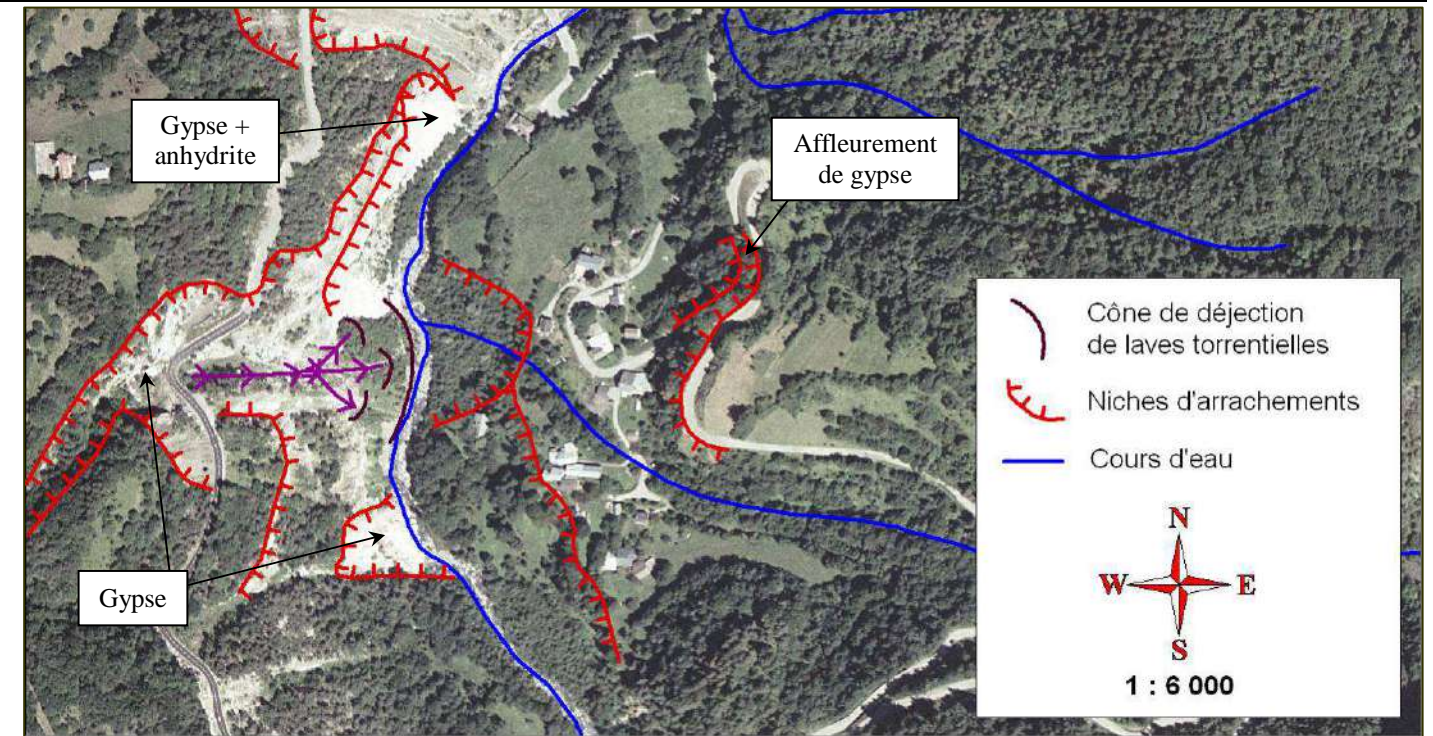 Gypse +
anhydrite
Affleurement
de gypse
Gypse
Cône de déjection
de laves torrentielles
Niches d'arrachements
Cours d'eau
N
W E
S
1 : 6 000